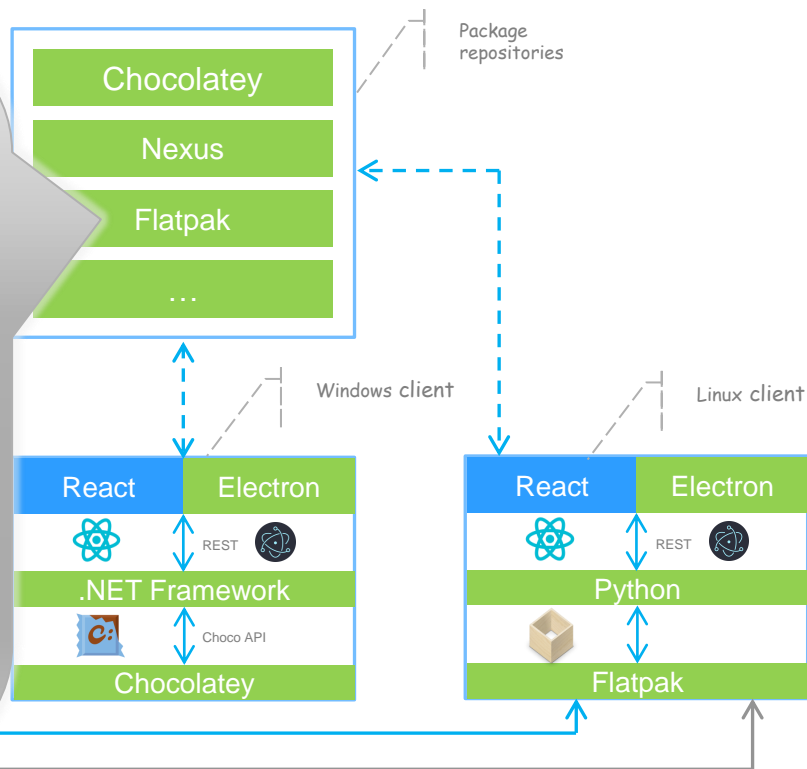 Package
repositories
Chocolatey
Nexus
Flatpak
...
Windows client
Linux client
React
Electron
REST
.NET Framework
C:
Choco API
Chocolatey
React
Electron
REST
Python
Flatpak